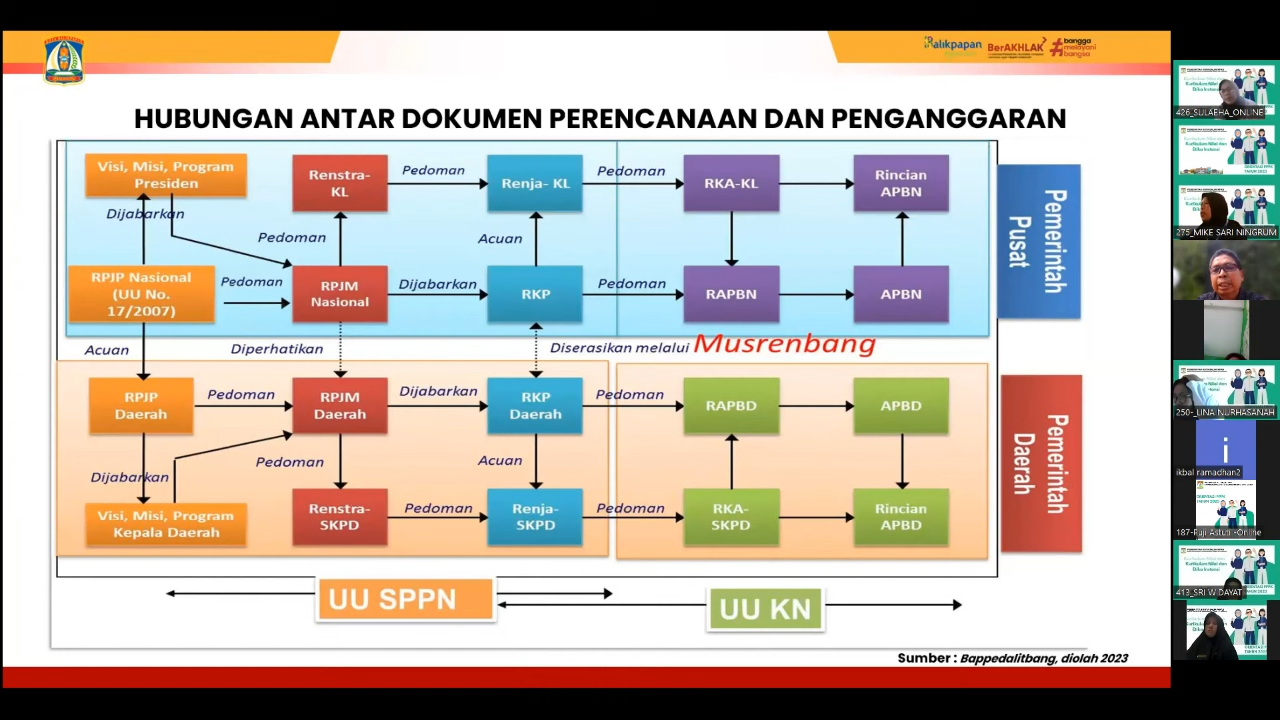 Balikpapan
BerAKHLAK
#bangga
melayani
bangsa
HUBUNGAN ANTAR DOKUMEN PERENCANAAN DAN PENGANGGARAN
Visi, Misi, Program
Presiden
Renstra-
KL
Pedoman
Renja- KL
Pedoman
RKA-KL
Rincian
APBN
Pemerintah
Pusat
Dijabarkan
Pedoman
Acuan
RPJP Nasional
(UU No.
17/2007)
Pedoman
RPJM
Nasional
Dijabarkan
RKP
Pedoman
RAPBN
APBN
Acuan
Diperhatikan
Diserasikan melalui Musrenbang
RPJP
Daerah
Pedoman
RPJM
Daerah
Dijabarkan
RKP
Daerah
Pedoman
RAPBD
APBD
Pemerintah
Daerah
Dijabarkan
Pedoman
Acuan
Visi, Misi, Program
Kepala Daerah
Renstra-
SKPD
Pedoman
Renja-
SKPD
Pedoman
RKA-
SKPD
Rincian
APBD
UU SPPN
UU KN
Sumber : Bappedalitbang, diolah 2023
426_SULAEHA_ONLINE
275_MIKE SARI NINGRUM
250-_LINA NURHASANAH
i
ikbal ramadhan2
187-Puji Astuti -Online
413_SRI WIDAYAT